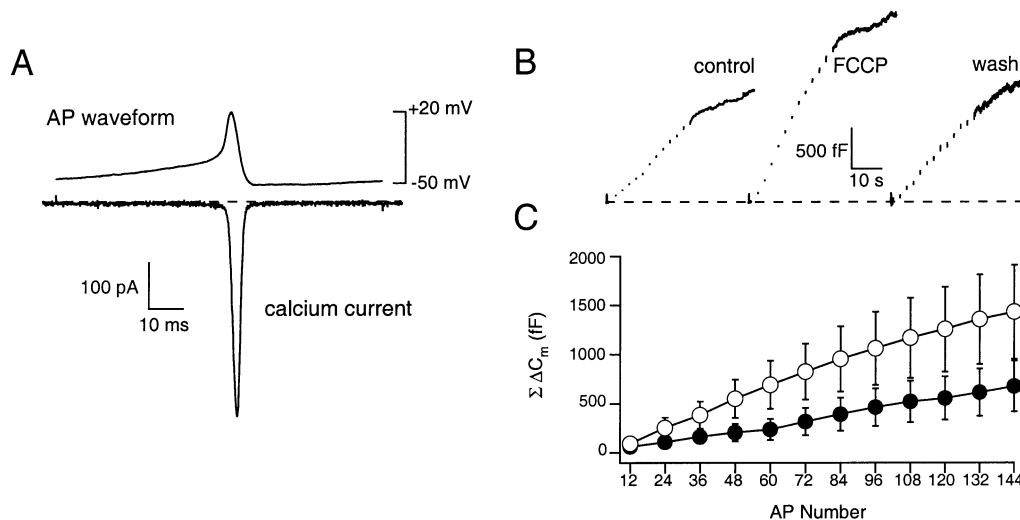 A
AP waveform
+20 mV
-50 mV
100 pA
10 ms
calcium current
B
control
FCCP
wash
500 fF
10 s
C
2000
1500
1000
500
0
Σ ΔCm (fF)
12 24 36 48 60 72 84 96 108 120 132 144
AP Number